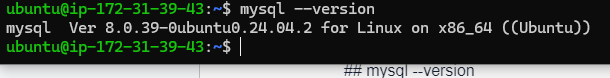 ubuntu@ip-172-31-39-43:~$ mysql --version
mysql  Ver 8.0.39-0ubuntu0.24.04.2 for Linux on x86_64 ((Ubuntu))
ubuntu@ip-172-31-39-43:~$
## mysql --version